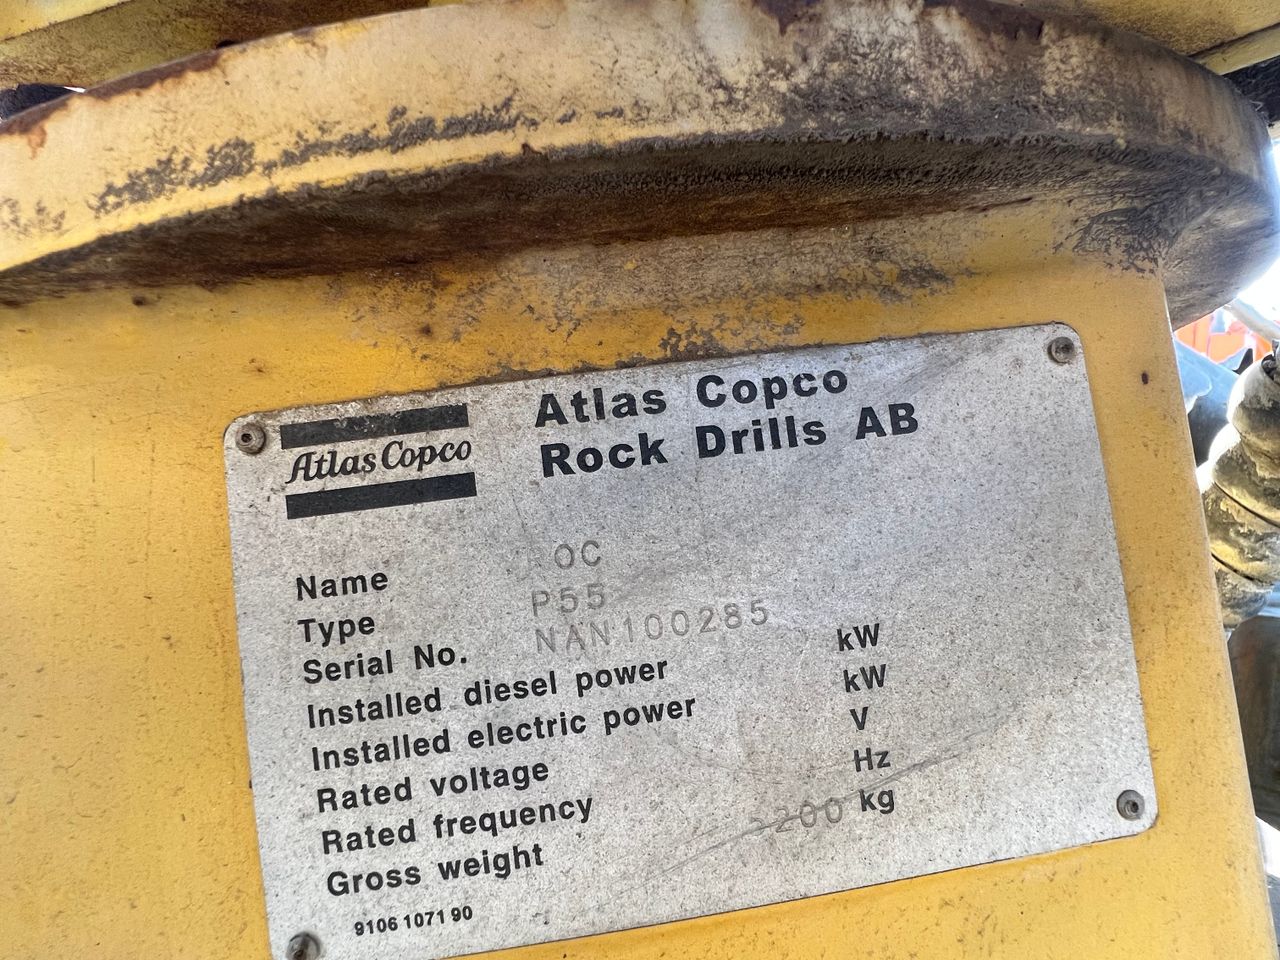 Atlas Copco
Atlas Copco
Rock Drills AB
Name ROC
Type P55
Serial No. NAN100285
Installed diesel power kW
Installed electric power kW
Rated voltage V
Rated frequency Hz
Gross weight kg
9106 1071 90